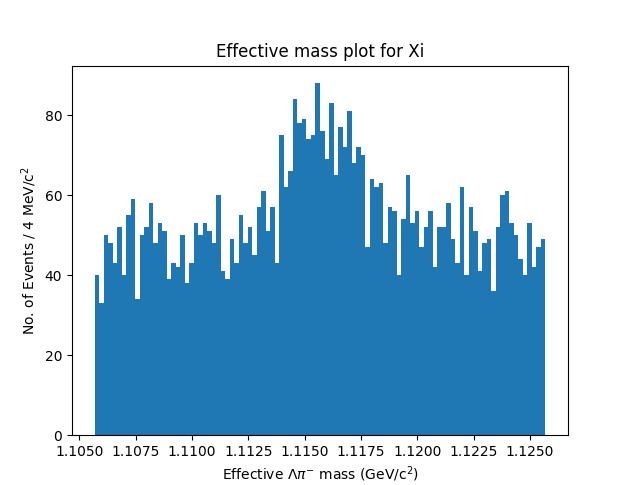 Effective mass plot for Xi
No. of Events / 4 MeV/c²
80
60
40
20
0
1.1050 1.1075 1.1100 1.1125 1.1150 1.1175 1.1200 1.1225 1.1250
Effective Λπ⁻ mass (GeV/c²)